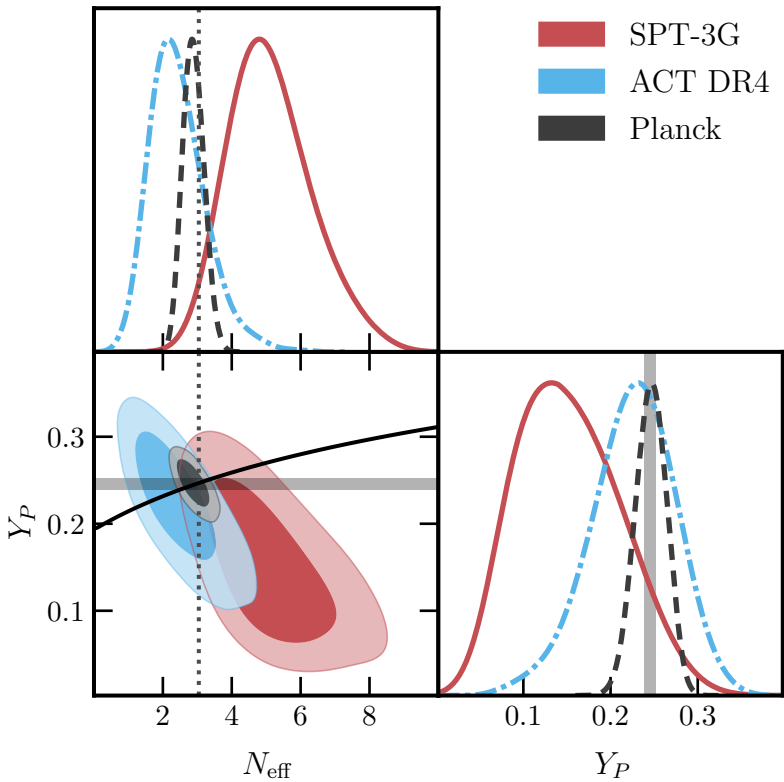 SPT-3G
ACT DR4
Planck
0.3
0.2
0.1
Y_P
2 4 6 8
N_eff
0.1 0.2 0.3
Y_P